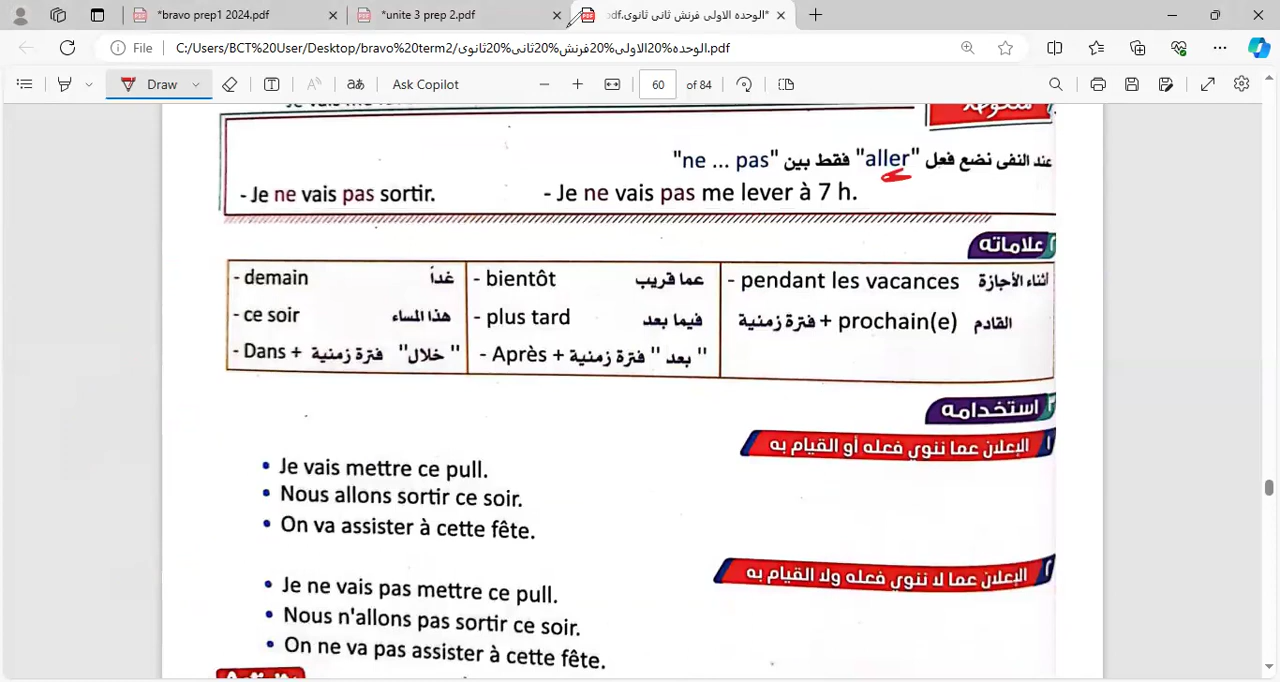 *bravo prep1 2024.pdf
*unite 3 prep 2.pdf
*الوحده الاولى فرنش ثانى ثانوى.pdf
File
C:/Users/BCT%20User/Desktop/bravo%20term2/الوحده%20الاولى%20فرنش%20ثانى%20ثانوى.pdf
Draw
aあ
Ask Copilot
60 of 84
عند النفى نضع فعل "aller" فقط بين "ne ... pas"
- Je ne vais pas sortir.
- Je ne vais pas me lever à 7 h.
علاماته
- demain غداً
- bientôt عما قريب
- pendant les vacances أثناء الأجازة
- ce soir هذا المساء
- plus tard فيما بعد
القادم prochain(e) + فترة زمنية
- Dans + فترة زمنية "خلال"
- Après + فترة زمنية "بعد"
٣ استخدامه
١ الإعلان عما ننوي فعله أو القيام به
• Je vais mettre ce pull.
• Nous allons sortir ce soir.
• On va assister à cette fête.
٢ الإعلان عما لا ننوي فعله ولا القيام به
• Je ne vais pas mettre ce pull.
• Nous n'allons pas sortir ce soir.
• On ne va pas assister à cette fête.